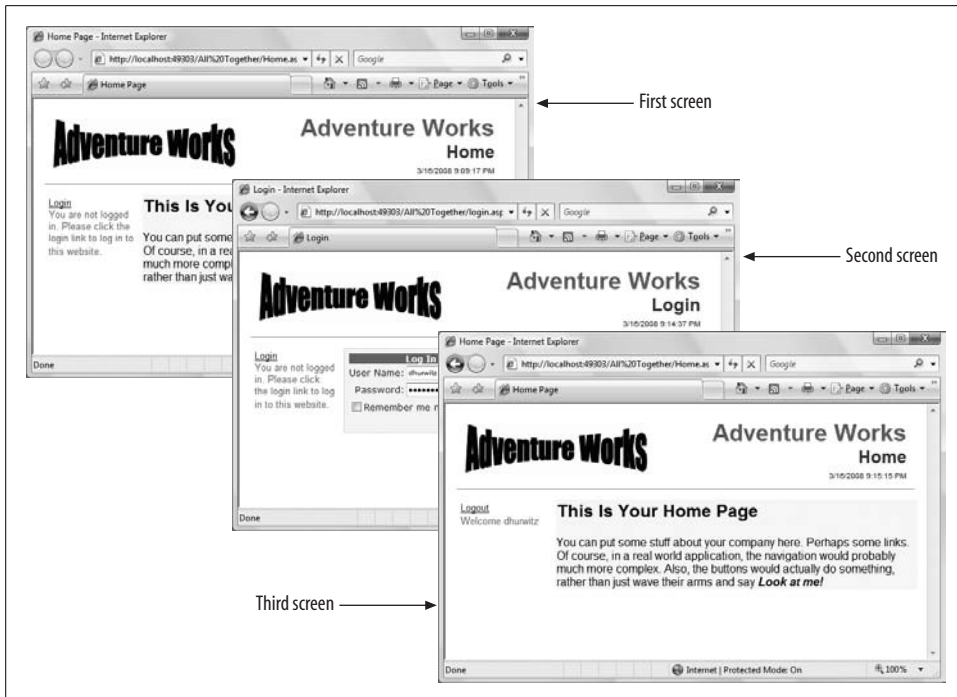 Home Page - Internet Explorer
http://localhost:49303/All%20Together/Home.as
Google
Home Page
Page
Tools
First screen
Adventure Works
Adventure Works
Home
3/16/2008 9:09:17 PM
Login
You are not logged
in. Please click the
login link to log in to
this website.
This Is You
You can put some
Of course, in a rea
much more compl
rather than just wa
Done
Login - Internet Explorer
http://localhost:49303/All%20Together/login.asp
Google
Login
Page
Tools
Second screen
Adventure Works
Adventure Works
Login
3/16/2008 9:14:37 PM
Login
You are not logged
in. Please click
the login link to log
in to this website.
Log In
User Name: dhurwitz
Password:
Remember me n
Done
Home Page - Internet Explorer
http://localhost:49303/All%20Together/Home.as
Google
Home Page
Page
Tools
Adventure Works
Adventure Works
Home
3/16/2008 9:15:15 PM
Logout
Welcome dhurwitz
This Is Your Home Page
You can put some stuff about your company here. Perhaps some links.
Of course, in a real world application, the navigation would probably
much more complex. Also, the buttons would actually do something,
rather than just wave their arms and say Look at me!
Third screen
Done
Internet | Protected Mode: On
100%